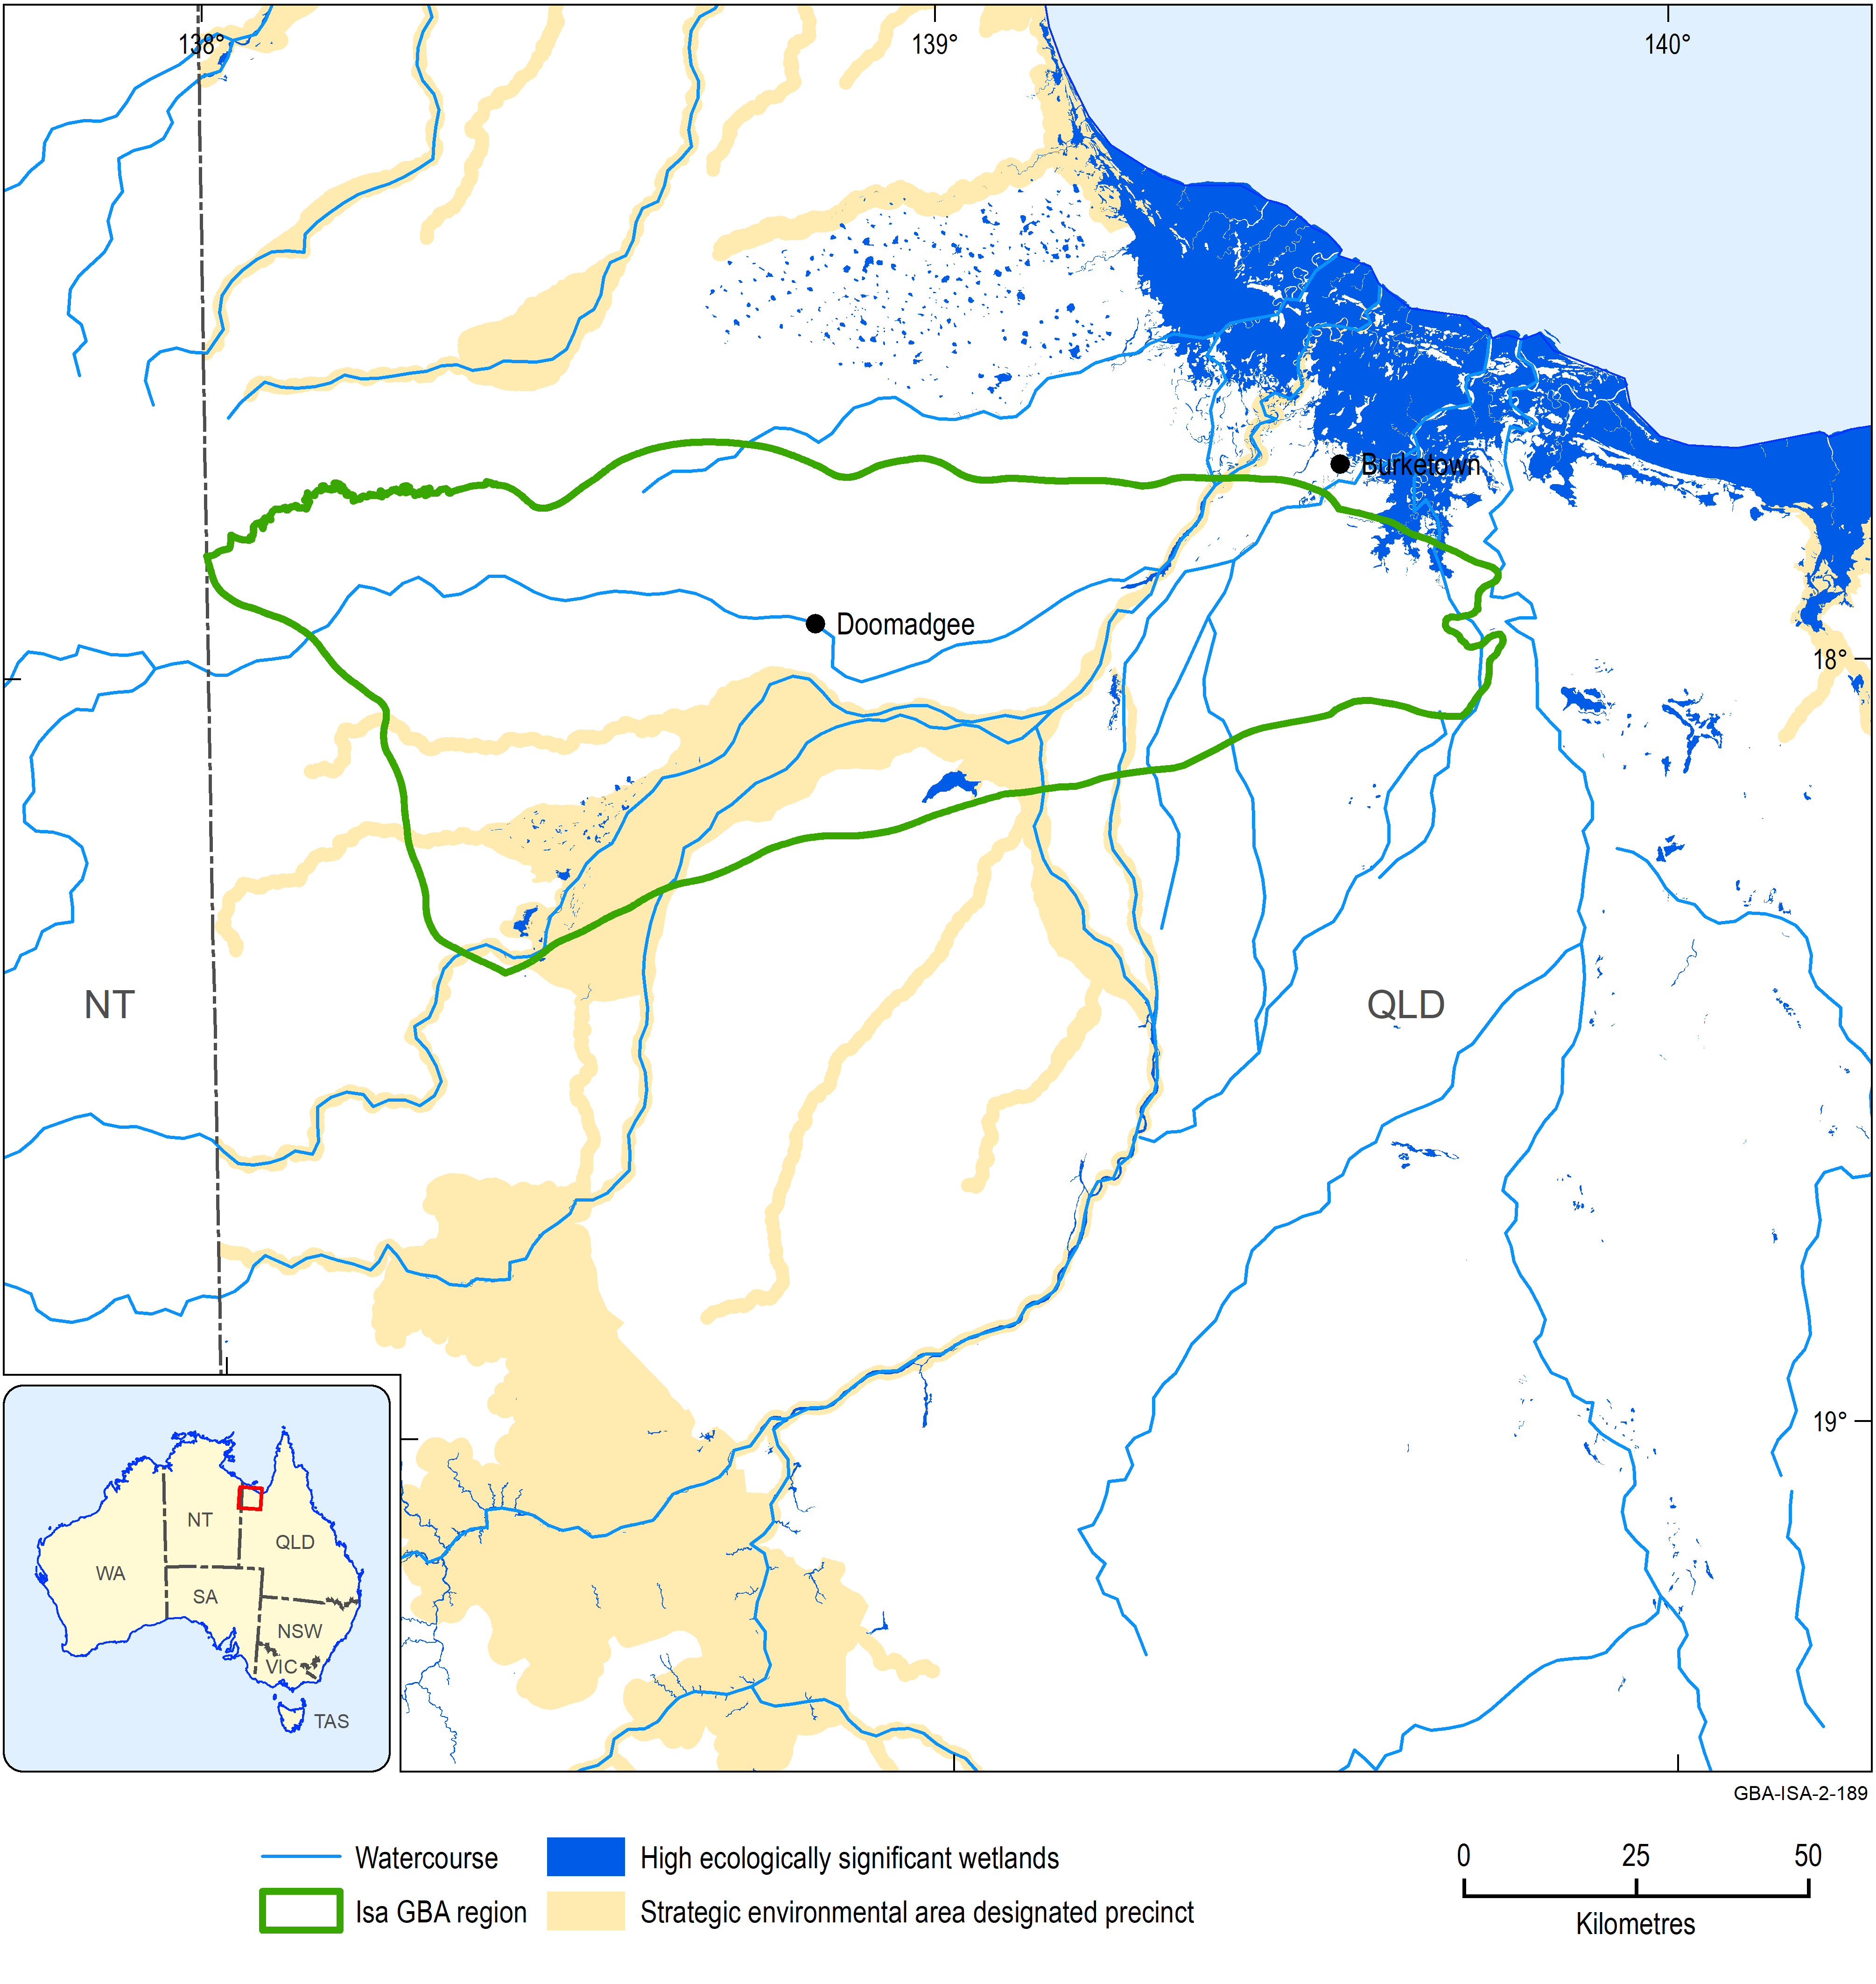 138°
139°
140°
Burketown
Doomadgee
18°
NT
QLD
19°
NT
QLD
WA
SA
NSW
VIC
TAS
GBA-ISA-2-189
Watercourse
High ecologically significant wetlands
0 25 50
Isa GBA region
Strategic environmental area designated precinct
Kilometres